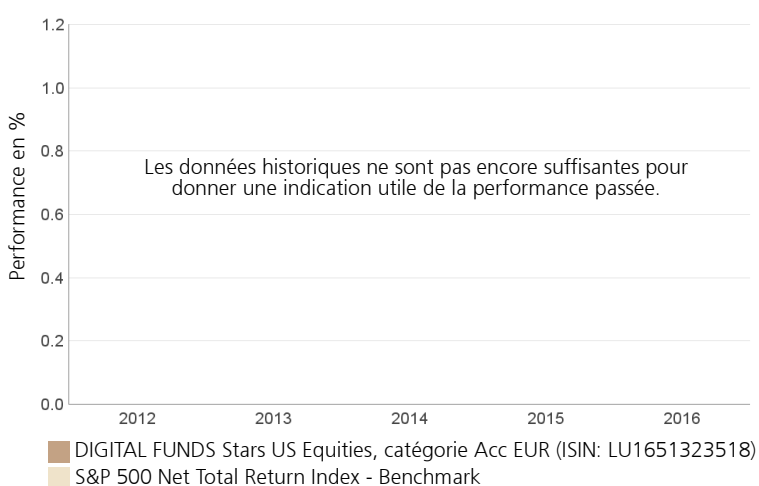 Performance en %
1.2
1.0
0.8
0.6
0.4
0.2
0.0
Les données historiques ne sont pas encore suffisantes pour
donner une indication utile de la performance passée.
2012 2013 2014 2015 2016
DIGITAL FUNDS Stars US Equities, catégorie Acc EUR (ISIN: LU1651323518)
S&P 500 Net Total Return Index - Benchmark